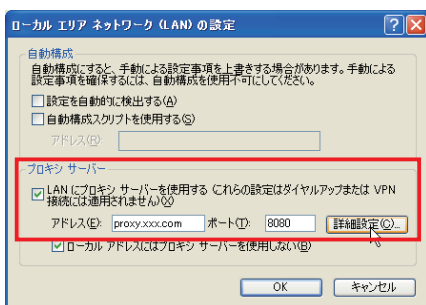 ローカル エリア ネットワーク (LAN) の設定
自動構成
自動構成にすると、手動による設定事項を上書きする場合があります。手動による
設定事項を確保するには、自動構成を使用不可にしてください。
設定を自動的に検出する(A)
自動構成スクリプトを使用する(S)
アドレス(R):
プロキシ サーバー
LAN にプロキシ サーバーを使用する (これらの設定はダイヤルアップまたは VPN
接続には適用されません)(X)
アドレス(E): proxy.xxx.com ポート(T): 8080 詳細設定(C)...
ローカル アドレスにはプロキシ サーバーを使用しない(B)
OK キャンセル